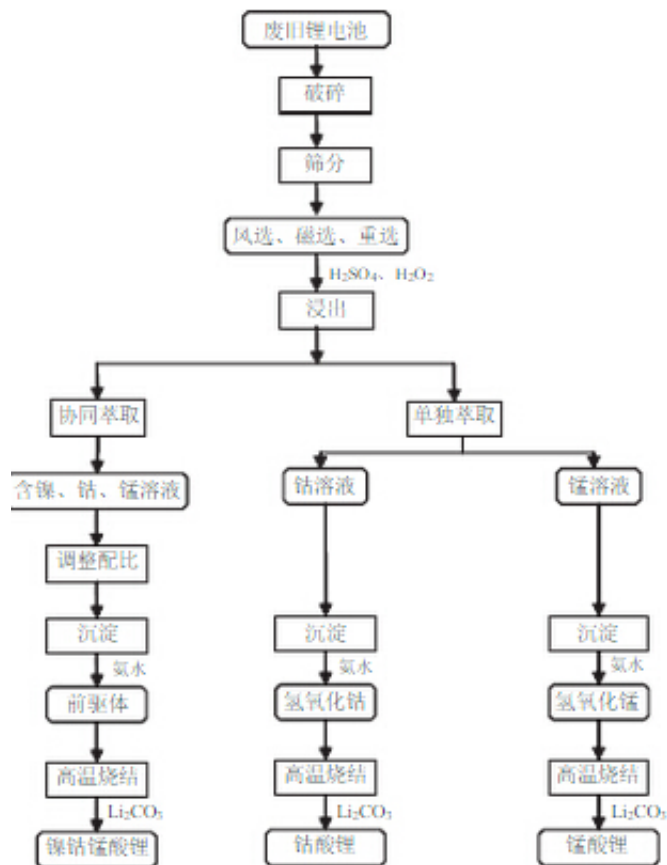 废旧锂电池
破碎
筛分
风选、磁选、重选
H₂SO₄、H₂O₂
浸出
协同萃取
单独萃取
含镍、钴、锰溶液
钴溶液
锰溶液
调整配比
沉淀
沉淀
沉淀
氨水
氨水
氨水
前驱体
氢氧化钴
氢氧化锰
高温烧结
高温烧结
高温烧结
Li₂CO₃
Li₂CO₃
Li₂CO₃
镍钴锰酸锂
钴酸锂
锰酸锂